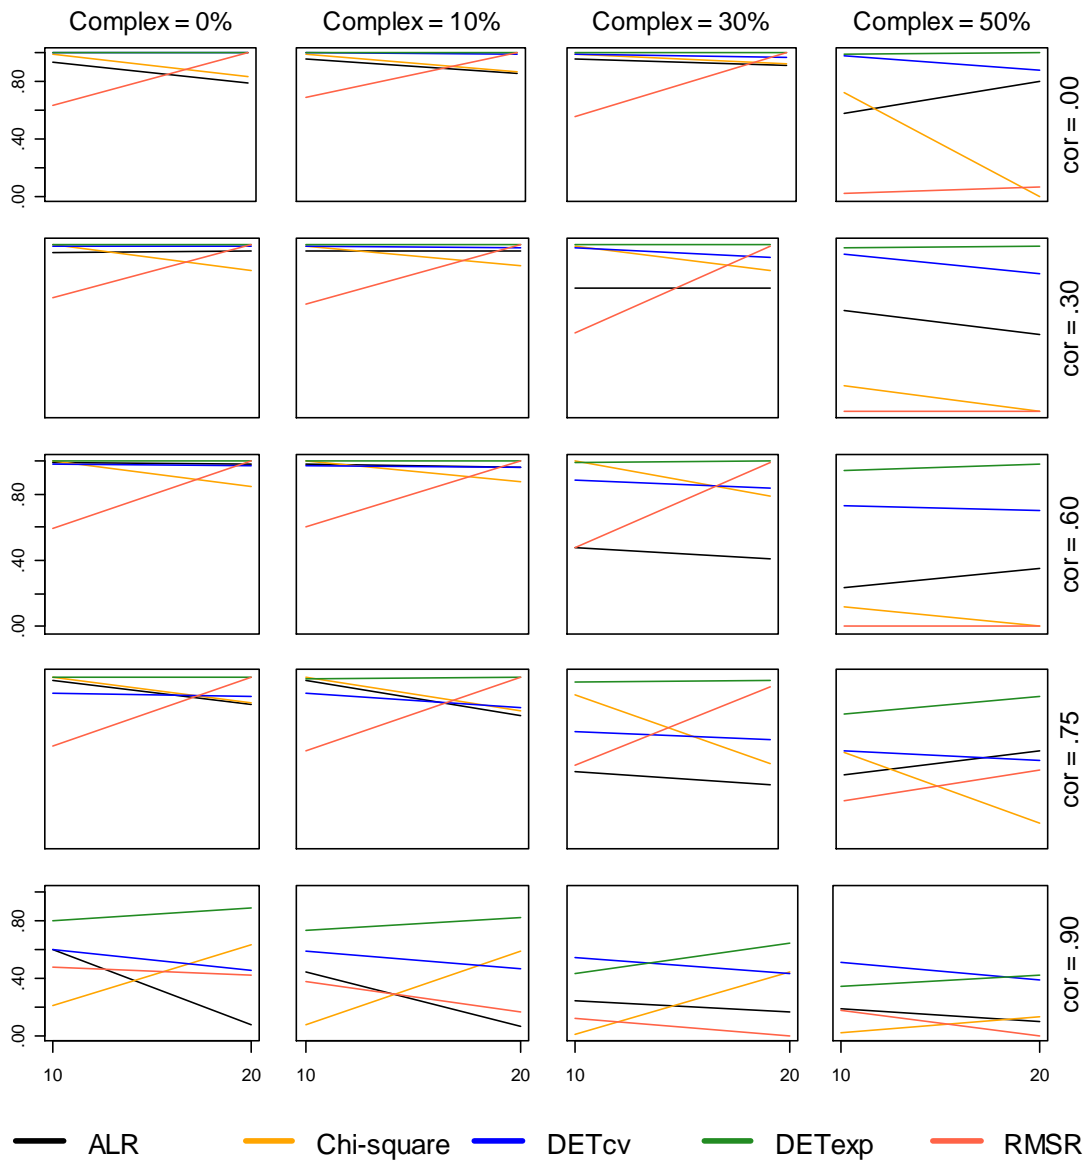 Complex = 0% Complex = 10% Complex = 30% Complex = 50%
.80
.40
.00
cor = .00
cor = .30
.80
.40
.00
cor = .60
cor = .75
.80
.40
.00
cor = .90
10 20 10 20 10 20 10 20
ALR Chi-square DETcv DETexp RMSR